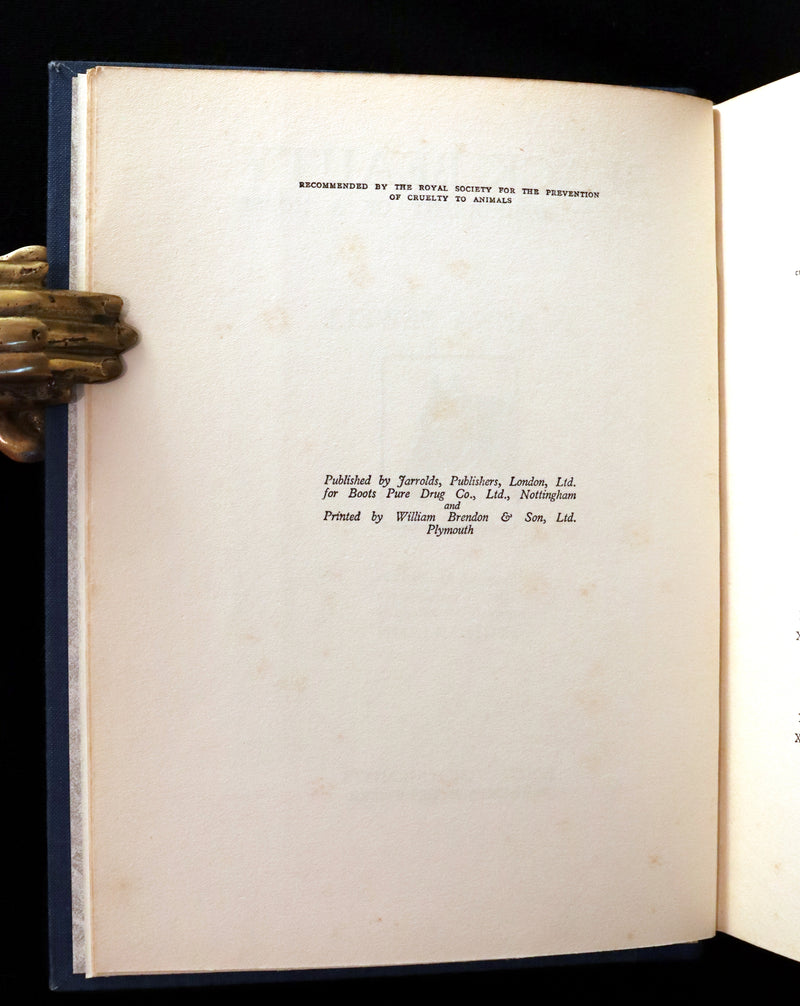 RECOMMENDED BY THE ROYAL SOCIETY FOR THE PREVENTION
OF CRUELTY TO ANIMALS
Published by Jarrolds, Publishers, London, Ltd.
for Boots Pure Drug Co., Ltd., Nottingham
and
Printed by William Brendon & Son, Ltd.
Plymouth